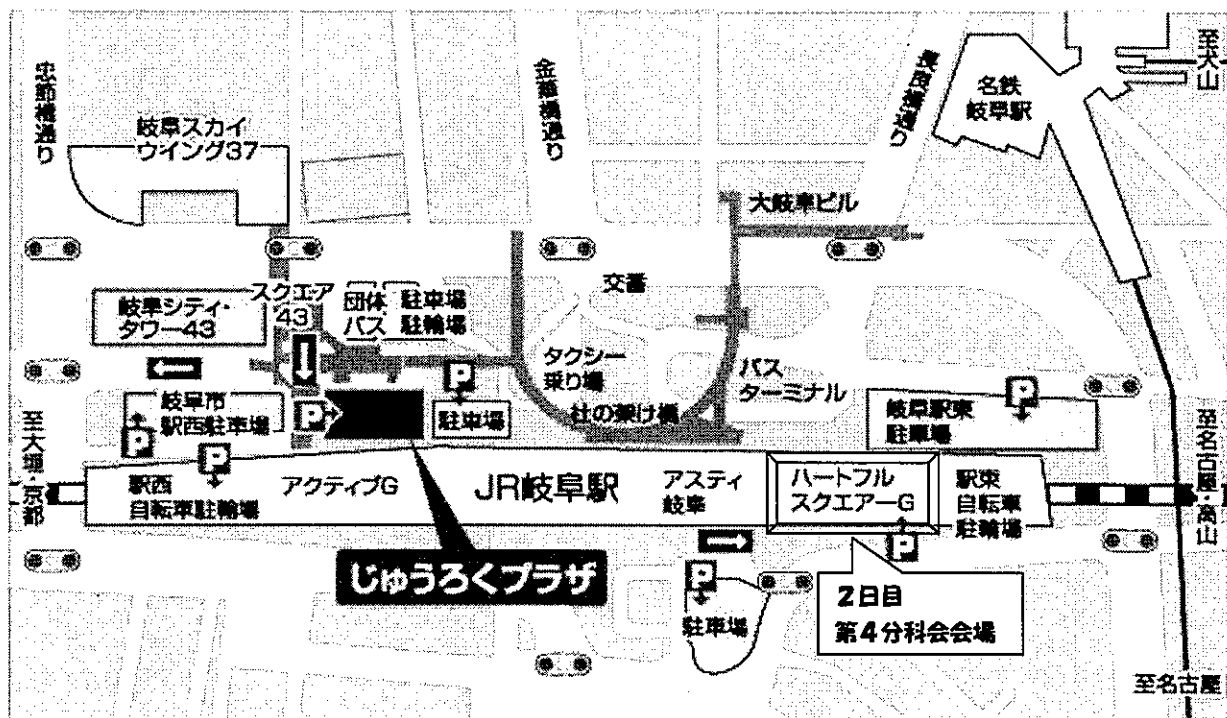 忠節橋通り
岐阜スカイ
ウイング37
金華橋通り
長良橋通り
名鉄
岐阜駅
至犬山
大岐阜ビル
交番
岐阜シティ・
タワー43
スクエア
43
団体
バス
駐車場
駐輪場
タクシー
乗り場
バス
ターミナル
杜の架け橋
P
P
岐阜市
駅西駐車場
P
P
駐車場
P
岐阜駅東
駐車場
P
至大垣・京都
駅西
自転車駐輪場
アクティブG
JR岐阜駅
アスティ
岐阜
ハートフル
スクエアーG
駅東
自転車
駐輪場
至名古屋・高山
じゅうろくプラザ
P
駐車場
P
2日目
第4分科会会場
至名古屋